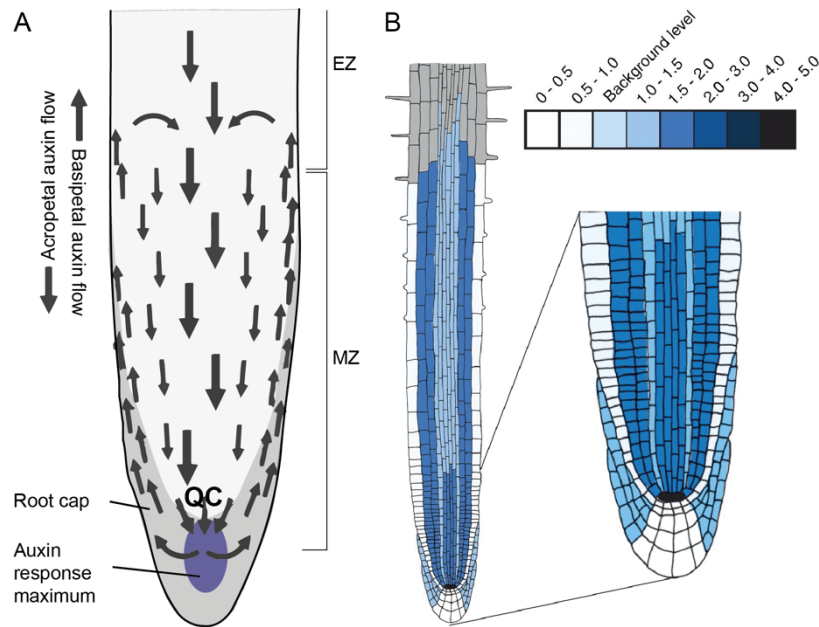 A
EZ
MZ
Acropetal auxin flow
Basipetal auxin flow
QC
Root cap
Auxin
response
maximum
B
0 - 0.5
0.5 - 1.0
Background level
1.0 - 1.5
1.5 - 2.0
2.0 - 3.0
3.0 - 4.0
4.0 - 5.0